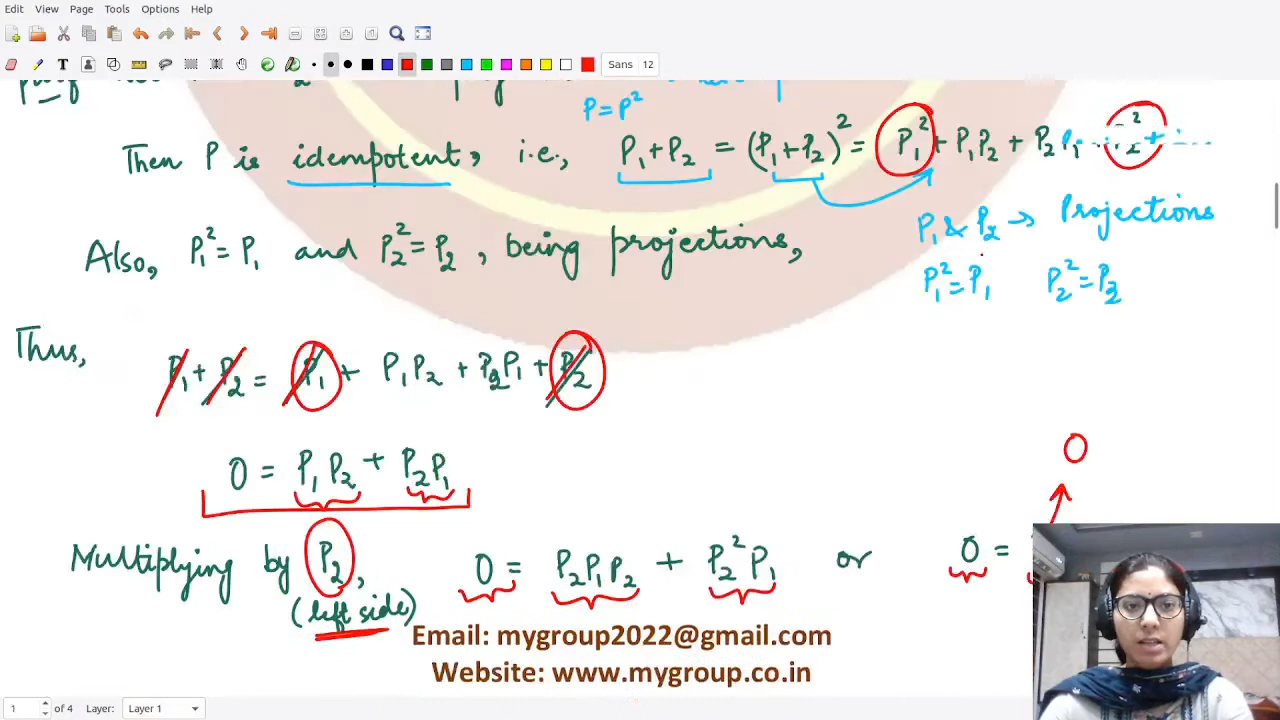 Edit View Page Tools Options Help
Sans 12
P = P²
Then P is idempotent, i.e., P₁+P₂ = (P₁+P₂)² = P₁² + P₁P₂ + P₂P₁ + P₂²
P₁ & P₂ → Projections
Also, P₁² = P₁ and P₂² = P₂, being projections,
P₁² = P₁ P₂² = P₂
Thus,
P₁ + P₂ = P₁ + P₁P₂ + P₂P₁ + P₂
0
0 = P₁P₂ + P₂P₁
Multiplying by P₂, 0 = P₂P₁P₂ + P₂²P₁ or 0 =
(left side)
Email: mygroup2022@gmail.com
Website: www.mygroup.co.in
1 of 4 Layer: Layer 1